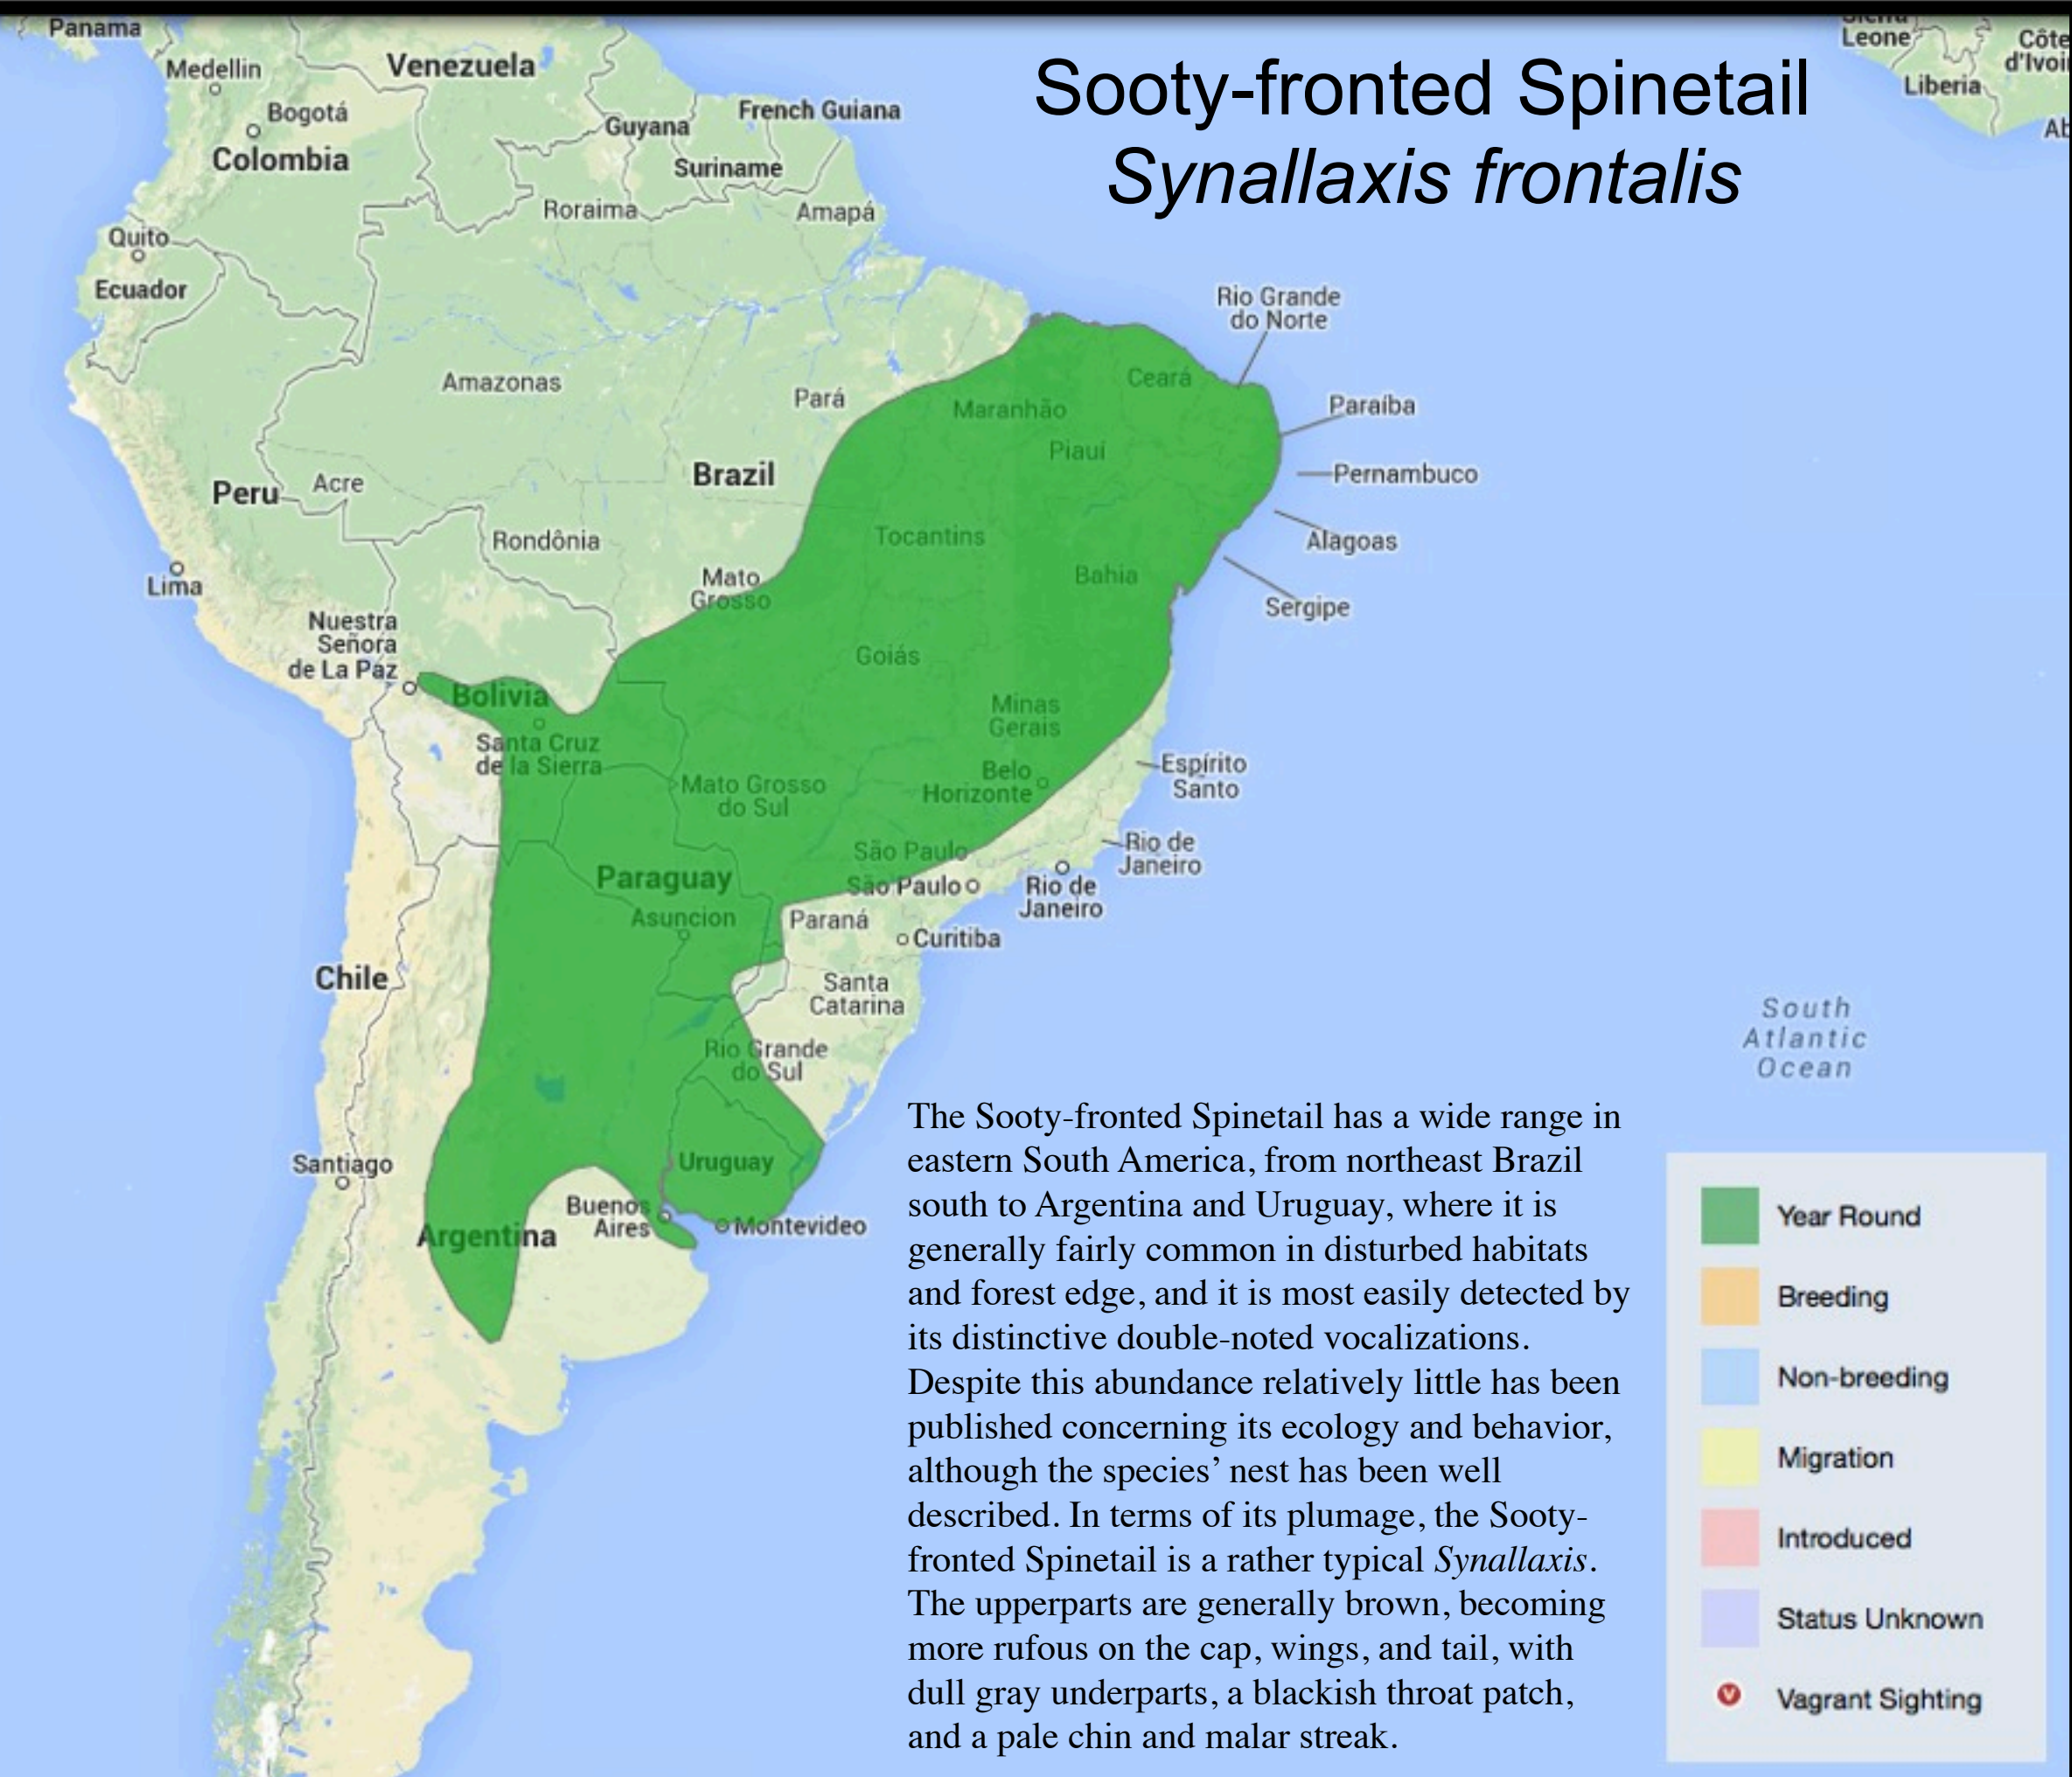 Sooty-fronted Spinetail
Synallaxis frontalis
Panama
Medellin
Venezuela
Bogotá
Colombia
Guyana
French Guiana
Suriname
Roraima
Amapá
Quito
Ecuador
Sierra
Leone
Côte
d'Ivoi
Liberia
Rio Grande
do Norte
Ceará
Amazonas
Pará
Maranhão
Paraíba
Piauí
Brazil
Pernambuco
Peru
Acre
Rondônia
Tocantins
Alagoas
Lima
Mato
Grosso
Bahia
Sergipe
Nuestra
Señora
de La Paz
Goiás
Bolivia
Santa Cruz
de la Sierra
Minas
Gerais
Mato Grosso
do Sul
Belo
Horizonte
Espírito
Santo
São Paulo
Rio de
Janeiro
Paraguay
São Paulo
Rio de
Janeiro
Asuncion
Paraná
Curitiba
Chile
Santa
Catarina
Rio Grande
do Sul
South
Atlantic
Ocean
Santiago
Uruguay
Buenos
Aires
Montevideo
Argentina
The Sooty-fronted Spinetail has a wide range in
eastern South America, from northeast Brazil
south to Argentina and Uruguay, where it is
generally fairly common in disturbed habitats
and forest edge, and it is most easily detected by
its distinctive double-noted vocalizations.
Despite this abundance relatively little has been
published concerning its ecology and behavior,
although the species’ nest has been well
described. In terms of its plumage, the Sooty-
fronted Spinetail is a rather typical Synallaxis.
The upperparts are generally brown, becoming
more rufous on the cap, wings, and tail, with
dull gray underparts, a blackish throat patch,
and a pale chin and malar streak.
Year Round
Breeding
Non-breeding
Migration
Introduced
Status Unknown
V
Vagrant Sighting